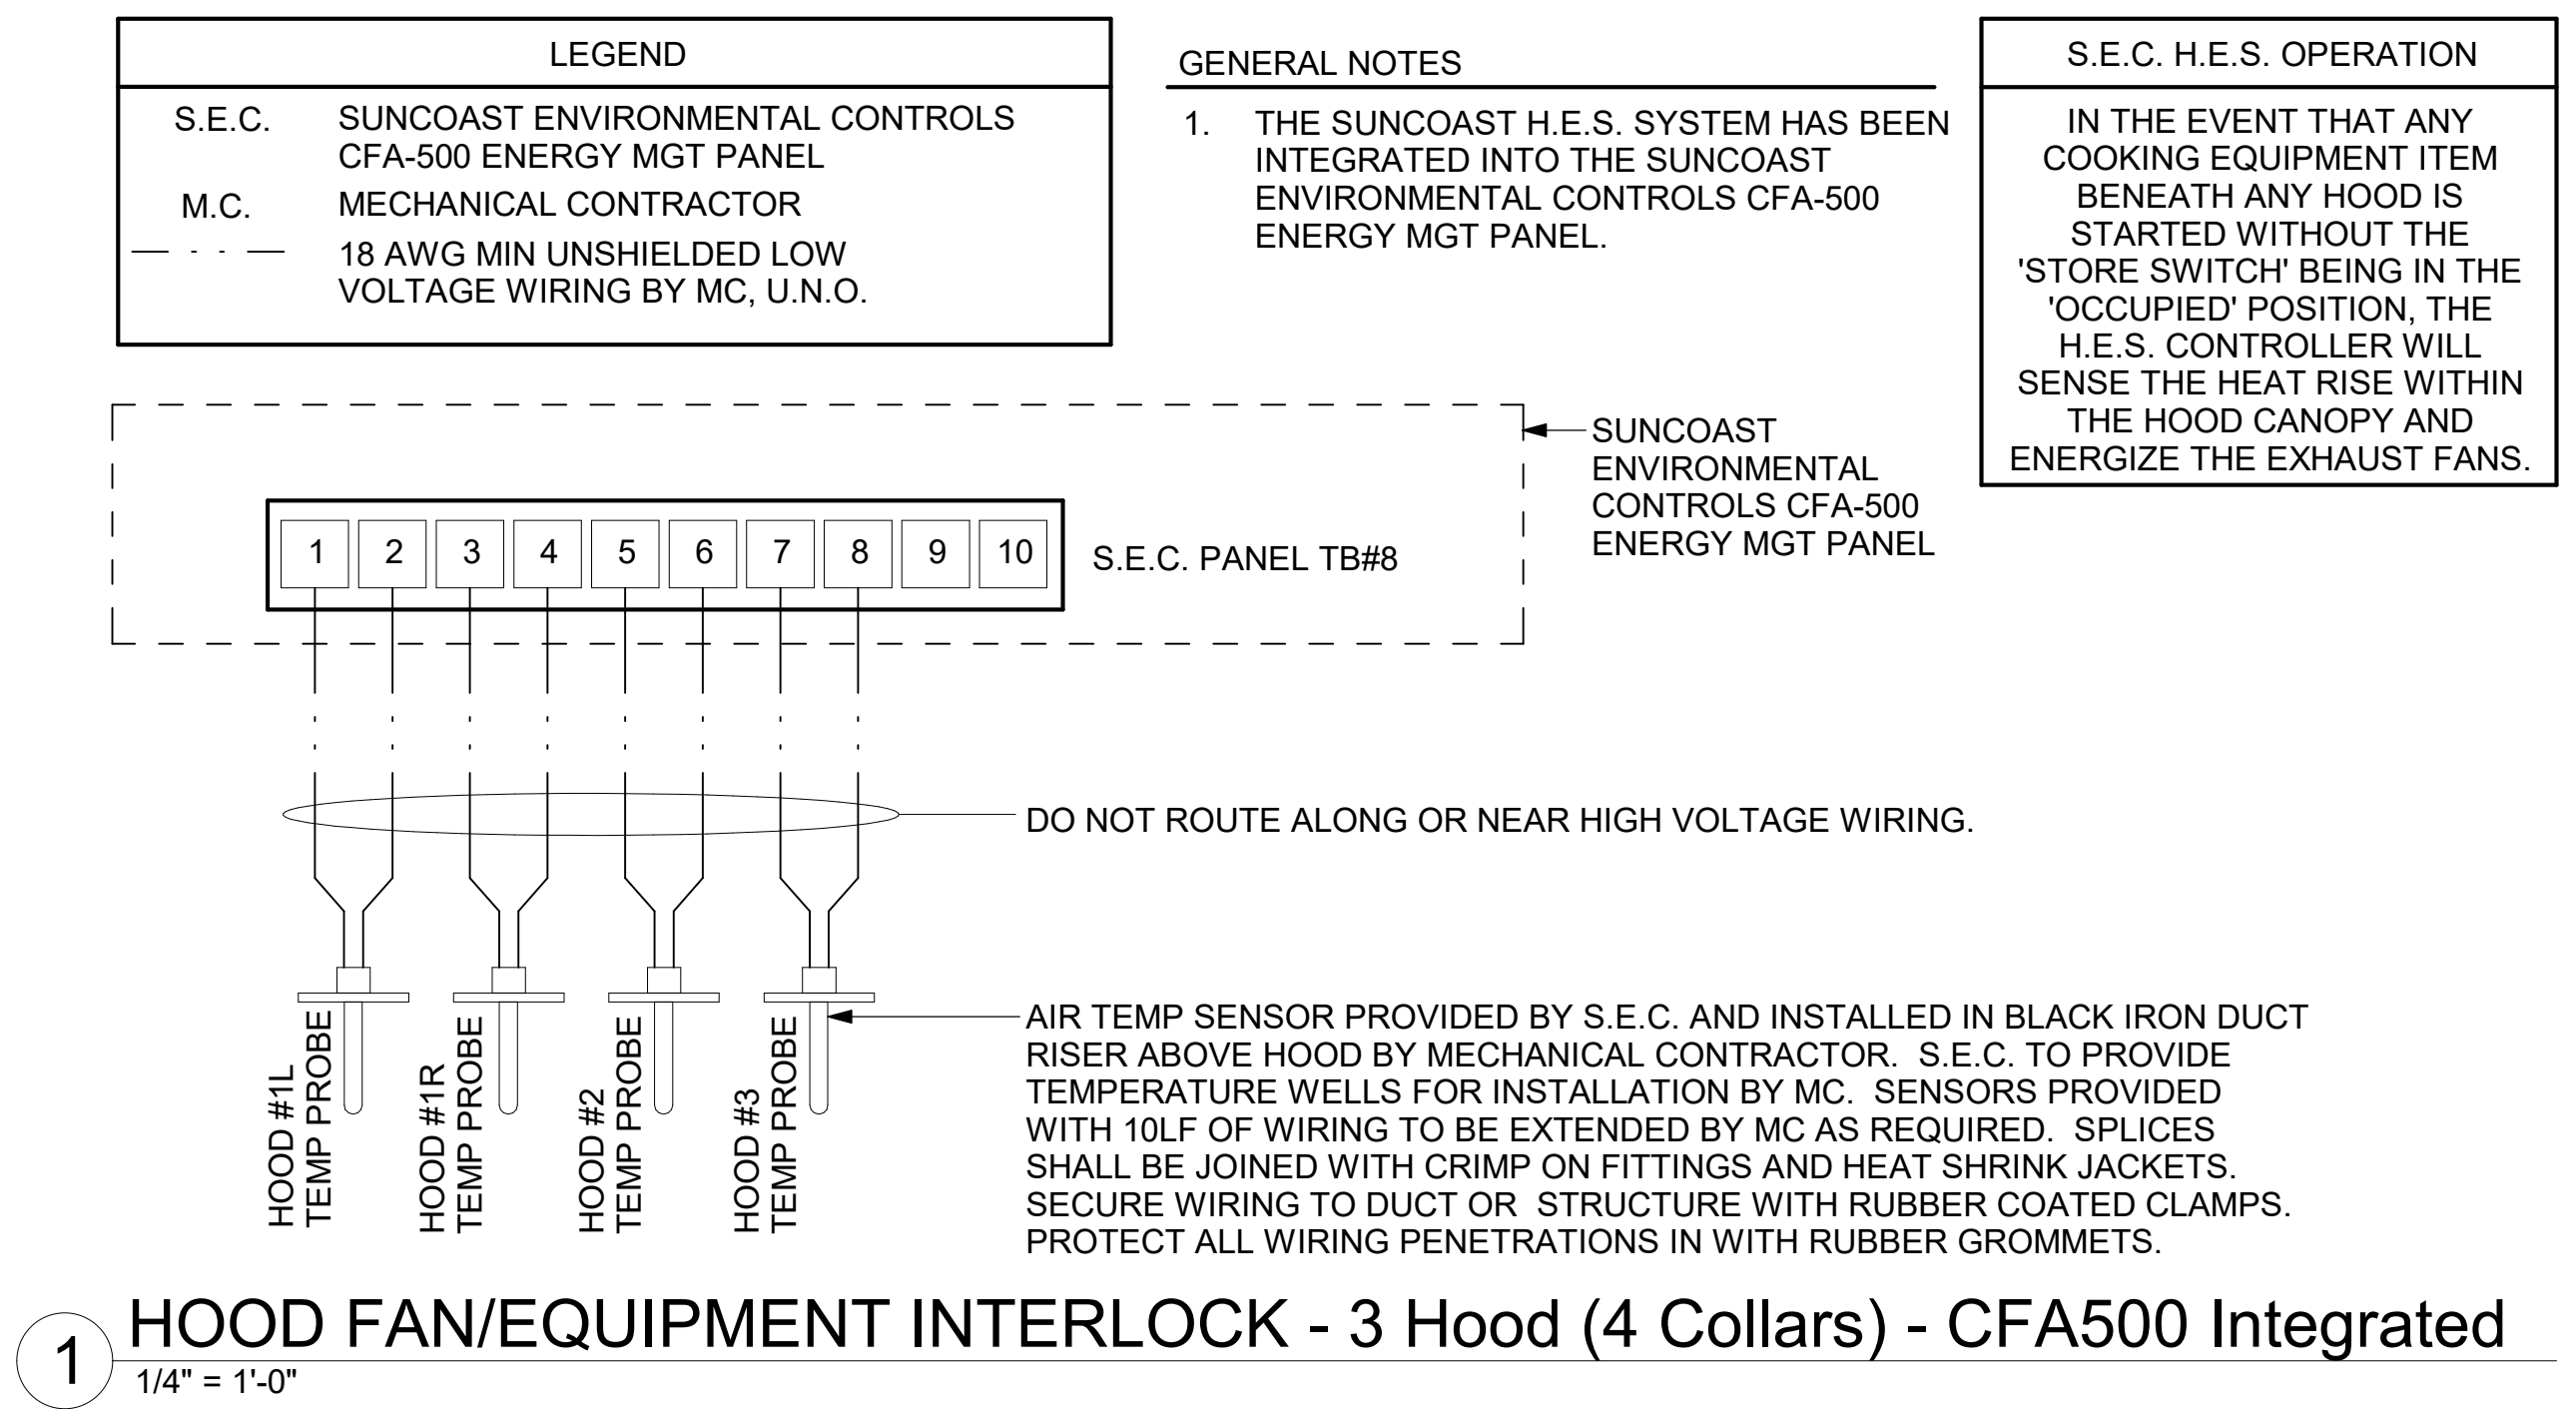 LEGEND
S.E.C. SUNCOAST ENVIRONMENTAL CONTROLS
CFA-500 ENERGY MGT PANEL
M.C. MECHANICAL CONTRACTOR
18 AWG MIN UNSHIELDED LOW
VOLTAGE WIRING BY MC, U.N.O.
GENERAL NOTES
1. THE SUNCOAST H.E.S. SYSTEM HAS BEEN
INTEGRATED INTO THE SUNCOAST
ENVIRONMENTAL CONTROLS CFA-500
ENERGY MGT PANEL.
S.E.C. H.E.S. OPERATION
IN THE EVENT THAT ANY
COOKING EQUIPMENT ITEM
BENEATH ANY HOOD IS
STARTED WITHOUT THE
'STORE SWITCH' BEING IN THE
'OCCUPIED' POSITION, THE
H.E.S. CONTROLLER WILL
SENSE THE HEAT RISE WITHIN
THE HOOD CANOPY AND
ENERGIZE THE EXHAUST FANS.
SUNCOAST
ENVIRONMENTAL
CONTROLS CFA-500
ENERGY MGT PANEL
1 2 3 4 5 6 7 8 9 10
S.E.C. PANEL TB#8
DO NOT ROUTE ALONG OR NEAR HIGH VOLTAGE WIRING.
HOOD #1L
TEMP PROBE
HOOD #1R
TEMP PROBE
HOOD #2
TEMP PROBE
HOOD #3
TEMP PROBE
AIR TEMP SENSOR PROVIDED BY S.E.C. AND INSTALLED IN BLACK IRON DUCT
RISER ABOVE HOOD BY MECHANICAL CONTRACTOR. S.E.C. TO PROVIDE
TEMPERATURE WELLS FOR INSTALLATION BY MC. SENSORS PROVIDED
WITH 10LF OF WIRING TO BE EXTENDED BY MC AS REQUIRED. SPLICES
SHALL BE JOINED WITH CRIMP ON FITTINGS AND HEAT SHRINK JACKETS.
SECURE WIRING TO DUCT OR STRUCTURE WITH RUBBER COATED CLAMPS.
PROTECT ALL WIRING PENETRATIONS IN WITH RUBBER GROMMETS.
1 HOOD FAN/EQUIPMENT INTERLOCK - 3 Hood (4 Collars) - CFA500 Integrated
1/4" = 1'-0"